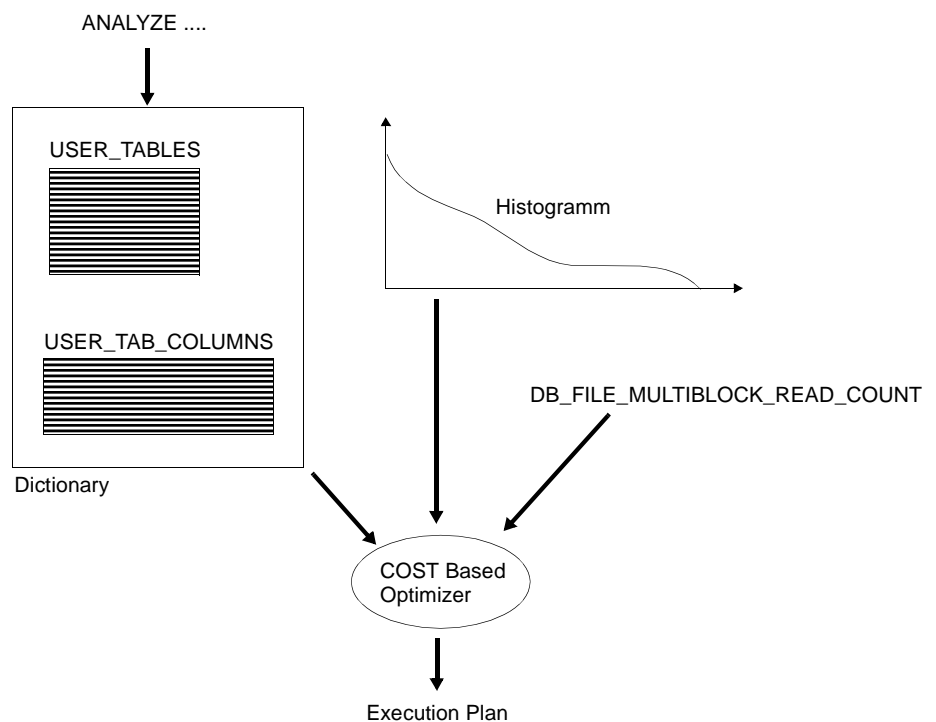 ANALYZE ....
USER_TABLES
Histogramm
USER_TAB_COLUMNS
DB_FILE_MULTIBLOCK_READ_COUNT
Dictionary
COST Based
Optimizer
Execution Plan